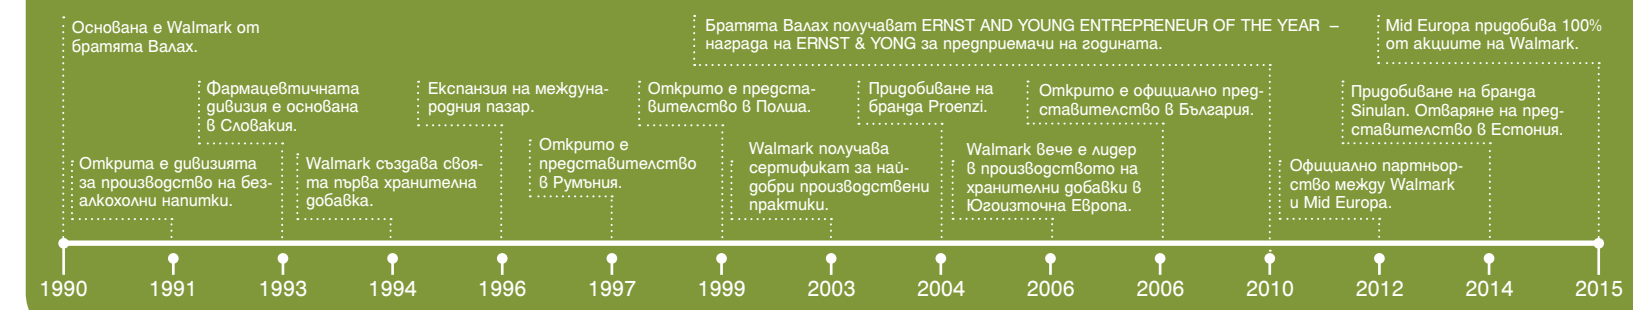 Основана е Walmark от
братята Валах.
Братята Валах получават ERNST AND YOUNG ENTREPRENEUR OF THE YEAR –
награда на ERNST & YONG за предприемачи на годината.
Mid Europa придобива 100%
от акциите на Walmark.
Фармацевтичната
дивизия е основана
в Словакия.
Експанзия на междуна-
родния пазар.
Открито е предста-
вителство в Полша.
Придобиване на
бранда Proenzi.
Открито е официално пред-
ставителство в България.
Придобиване на бранда
Sinulan. Отваряне на пред-
ставителство в Естония.
Открита е дивизията
за производство на без-
алкохолни напитки.
Walmark създава своя-
та първа хранителна
добавка.
Открито е
представителство
в Румъния.
Walmark получава
сертификат за най-
добри производствени
практики.
Walmark вече е лидер
в производството на
хранителни добавки в
Югоизточна Европа.
Официално партньор-
ство между Walmark
и Mid Europa.
1990 1991 1993 1994 1996 1997 1999 2003 2004 2006 2006 2010 2012 2014 2015